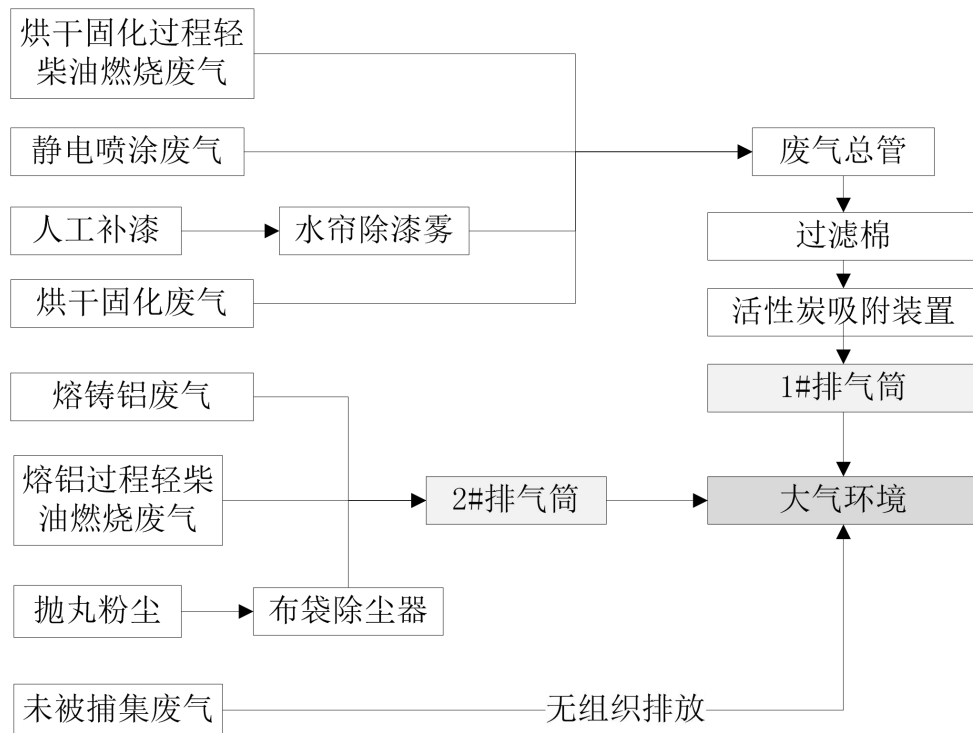 烘干固化过程轻
柴油燃烧废气
静电喷涂废气
废气总管
人工补漆
水帘除漆雾
过滤棉
烘干固化废气
活性炭吸附装置
熔铸铝废气
1#排气筒
熔铝过程轻柴
油燃烧废气
2#排气筒
大气环境
抛丸粉尘
布袋除尘器
未被捕集废气
无组织排放